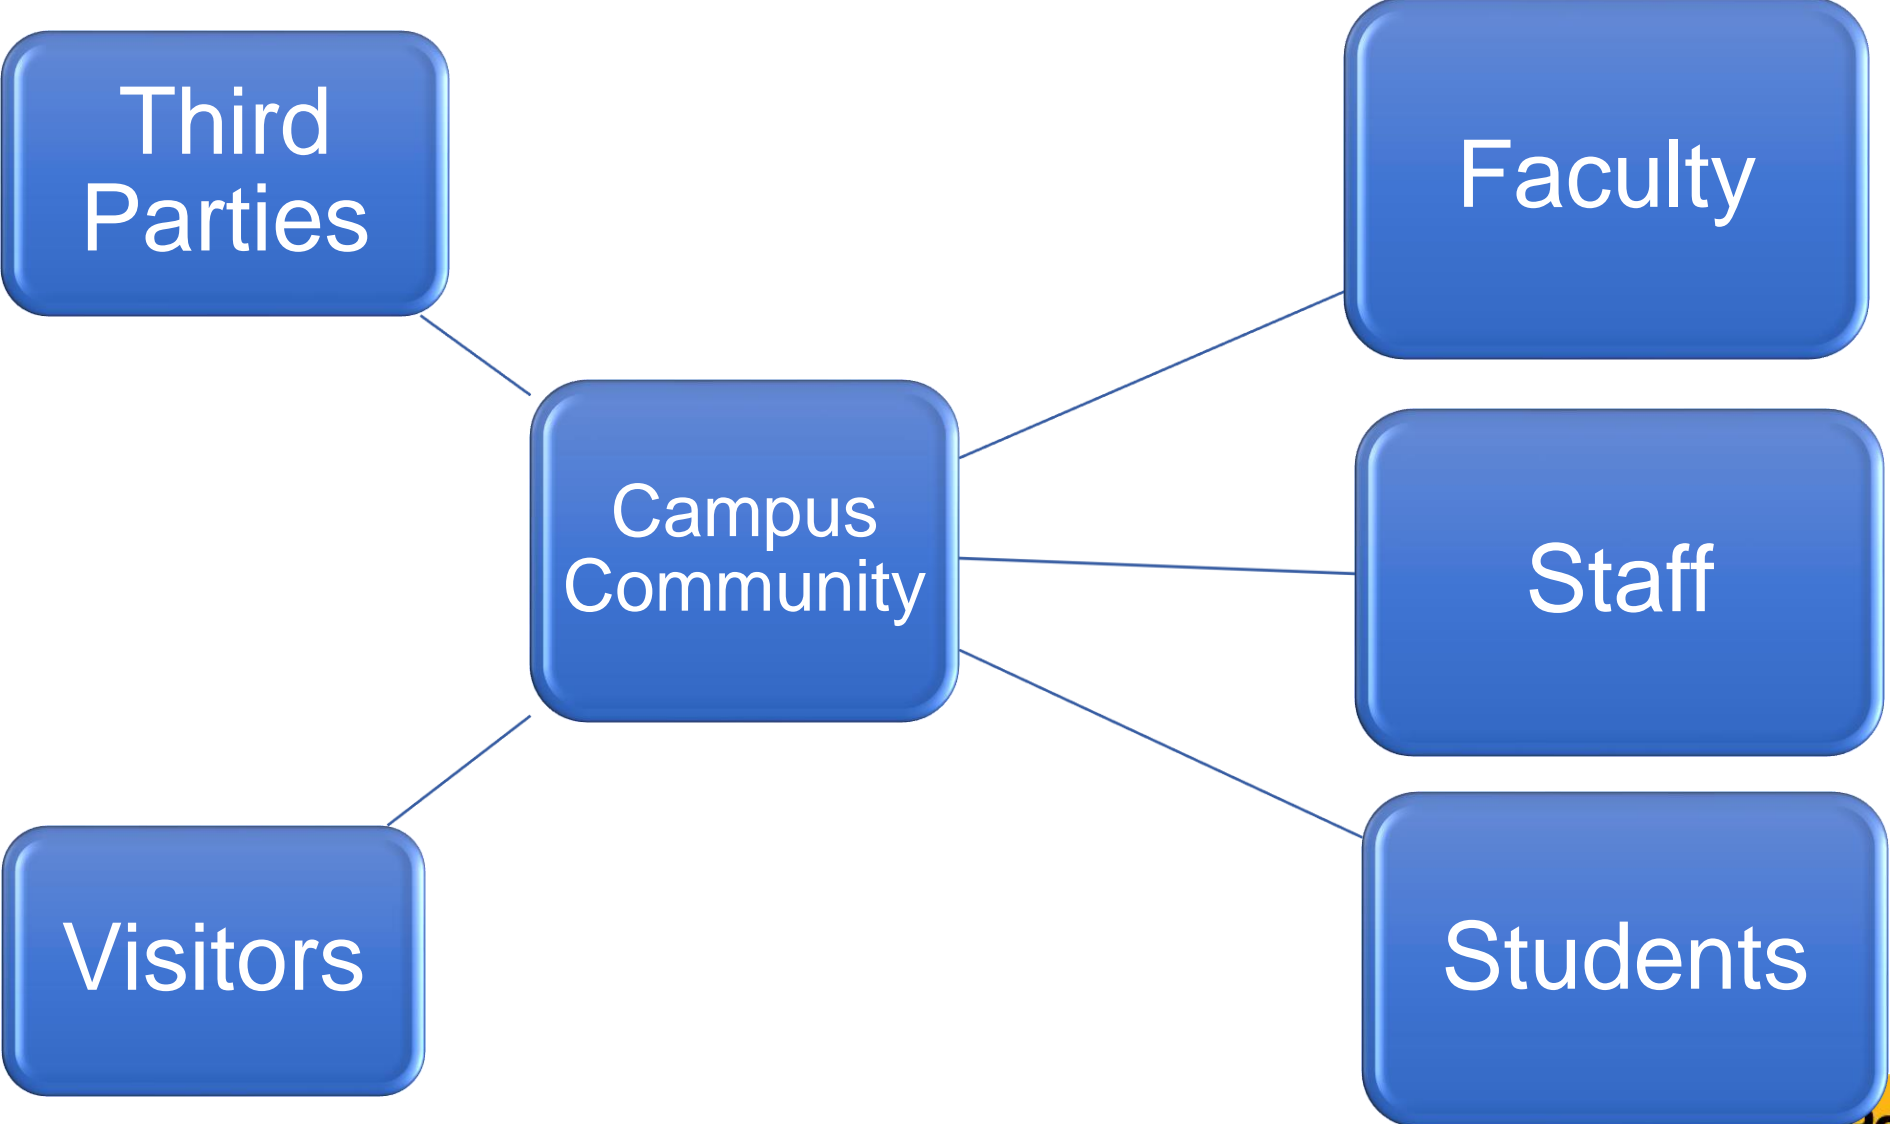 Third
Parties
Faculty
Campus
Community
Staff
Visitors
Students